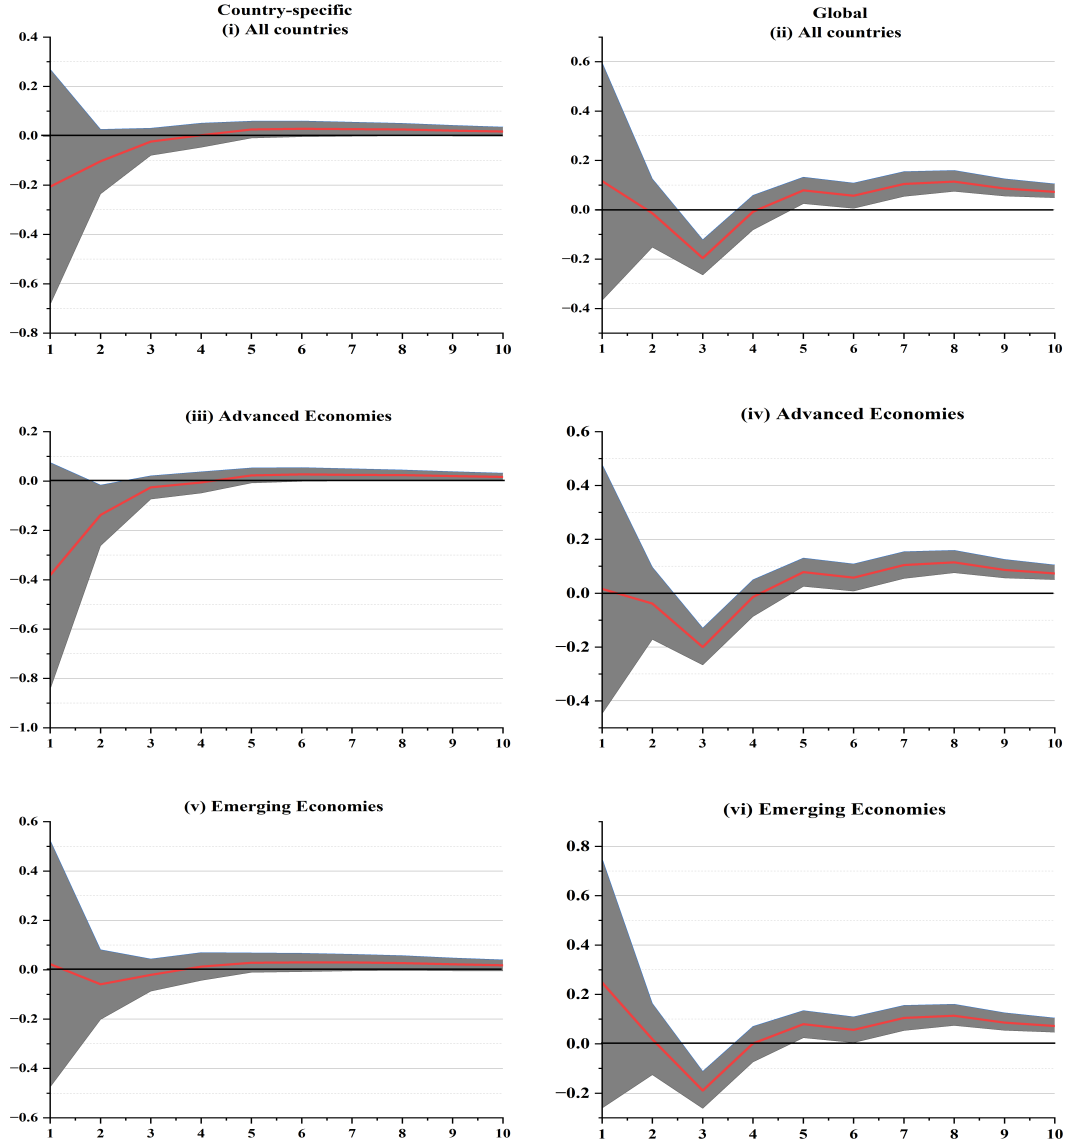 Country-specific
(i) All countries
0.4
0.2
0.0
−0.2
−0.4
−0.6
−0.8
1 2 3 4 5 6 7 8 9 10
Global
(ii) All countries
0.6
0.4
0.2
0.0
−0.2
−0.4
1 2 3 4 5 6 7 8 9 10
(iii) Advanced Economies
0.2
0.0
−0.2
−0.4
−0.6
−0.8
−1.0
1 2 3 4 5 6 7 8 9 10
(iv) Advanced Economies
0.6
0.4
0.2
0.0
−0.2
−0.4
1 2 3 4 5 6 7 8 9 10
(v) Emerging Economies
0.6
0.4
0.2
0.0
−0.2
−0.4
−0.6
1 2 3 4 5 6 7 8 9 10
(vi) Emerging Economies
0.8
0.6
0.4
0.2
0.0
−0.2
1 2 3 4 5 6 7 8 9 10